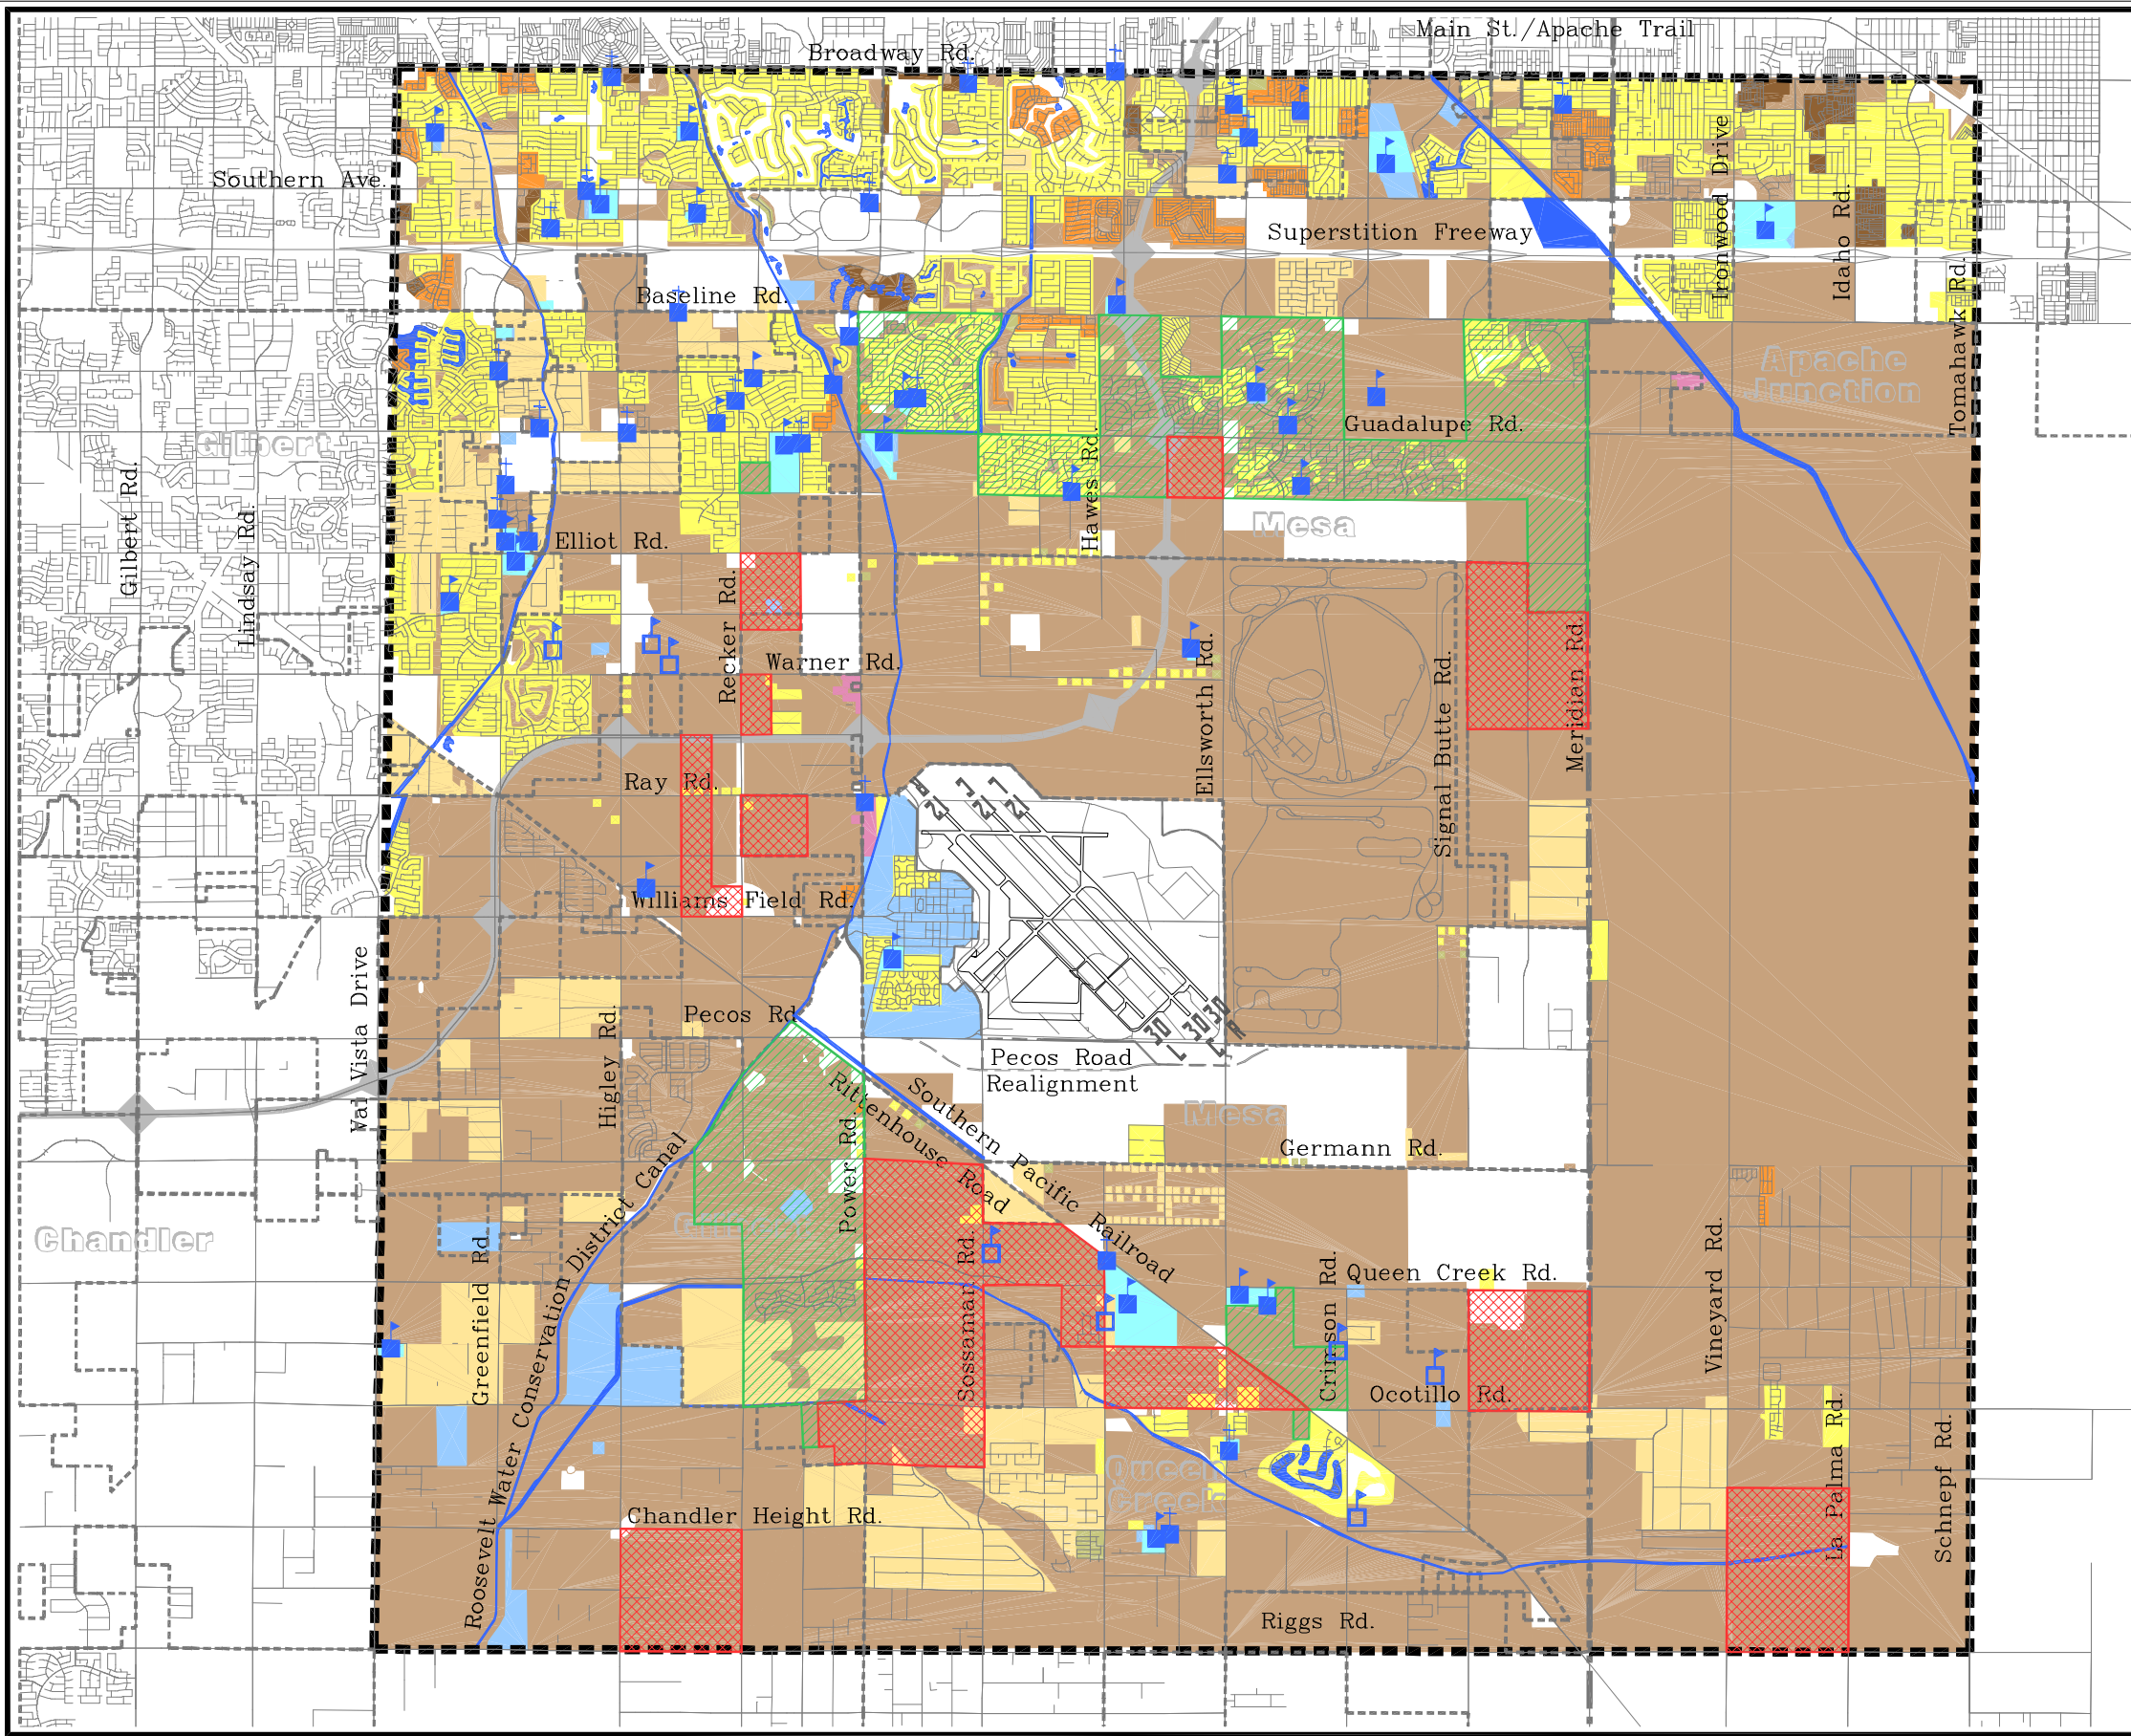 Main St./Apache Trail
Broadway Rd.
Southern Ave.
Superstition Freeway
Ironwood Drive
Idaho Rd.
Tomahawk Rd.
Baseline Rd.
Apache
Junction
Guadalupe Rd.
Gilbert
Gilbert Rd.
Lindsay Rd.
Hawes Rd.
Mesa
Elliot Rd.
Recker Rd.
Warner Rd.
Ellsworth Rd.
Signal Butte Rd.
Meridian Rd.
Ray Rd.
Williams Field Rd.
Val Vista Drive
Higley Rd.
Pecos Rd.
30
L
30
30
R
Pecos Road
Realignment
Rittenhouse Road
Southern Pacific Railroad
Mesa
Germann Rd.
Power Rd.
Gilbert
Chandler
Roosevelt Water Conservation District Canal
Greenfield Rd.
Sossaman Rd.
Queen Creek Rd.
Crimson Rd.
Vineyard Rd.
Ocotillo Rd.
La Palma Rd.
Schnepf Rd.
Queen
Creek
Chandler Height Rd.
Riggs Rd.